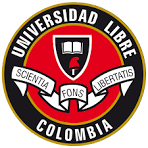 UNIVERSIDAD LIBRE
SCIENTIA
FONS
LIBERTATIS
COLOMBIA